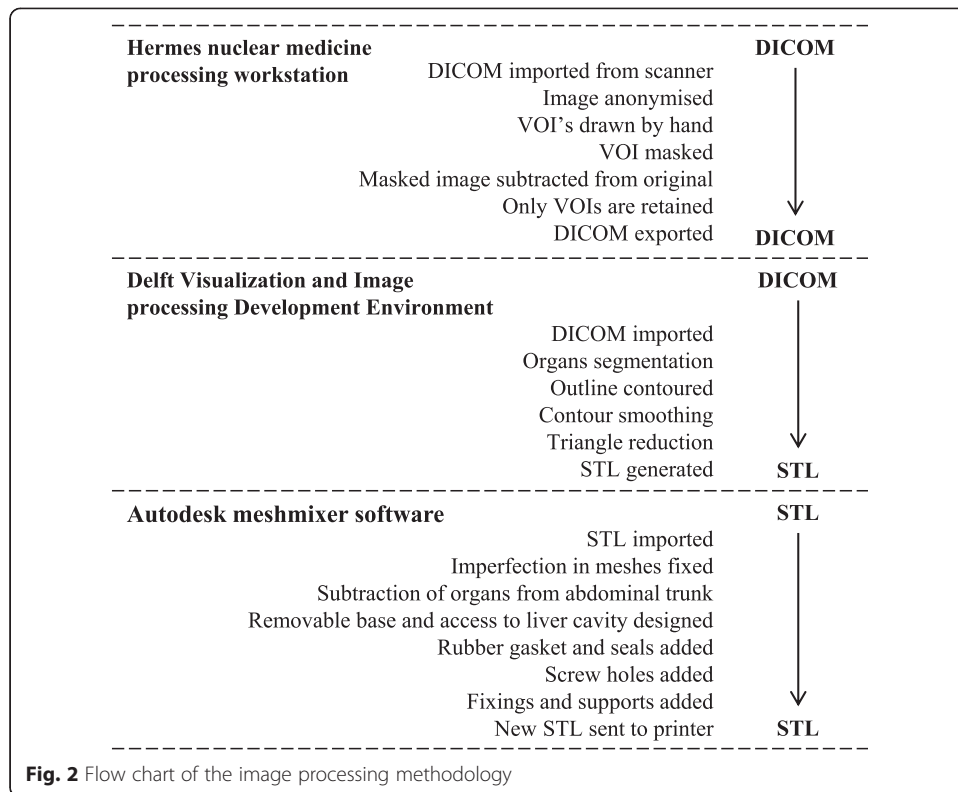 Hermes nuclear medicine
processing workstation
DICOM
DICOM imported from scanner
Image anonymised
VOI's drawn by hand
VOI masked
Masked image subtracted from original
Only VOIs are retained
DICOM exported
DICOM
Delft Visualization and Image
processing Development Environment
DICOM
DICOM imported
Organs segmentation
Outline contoured
Contour smoothing
Triangle reduction
STL generated
STL
Autodesk meshmixer software
STL
STL imported
Imperfection in meshes fixed
Subtraction of organs from abdominal trunk
Removable base and access to liver cavity designed
Rubber gasket and seals added
Screw holes added
Fixings and supports added
New STL sent to printer
STL
Fig. 2 Flow chart of the image processing methodology